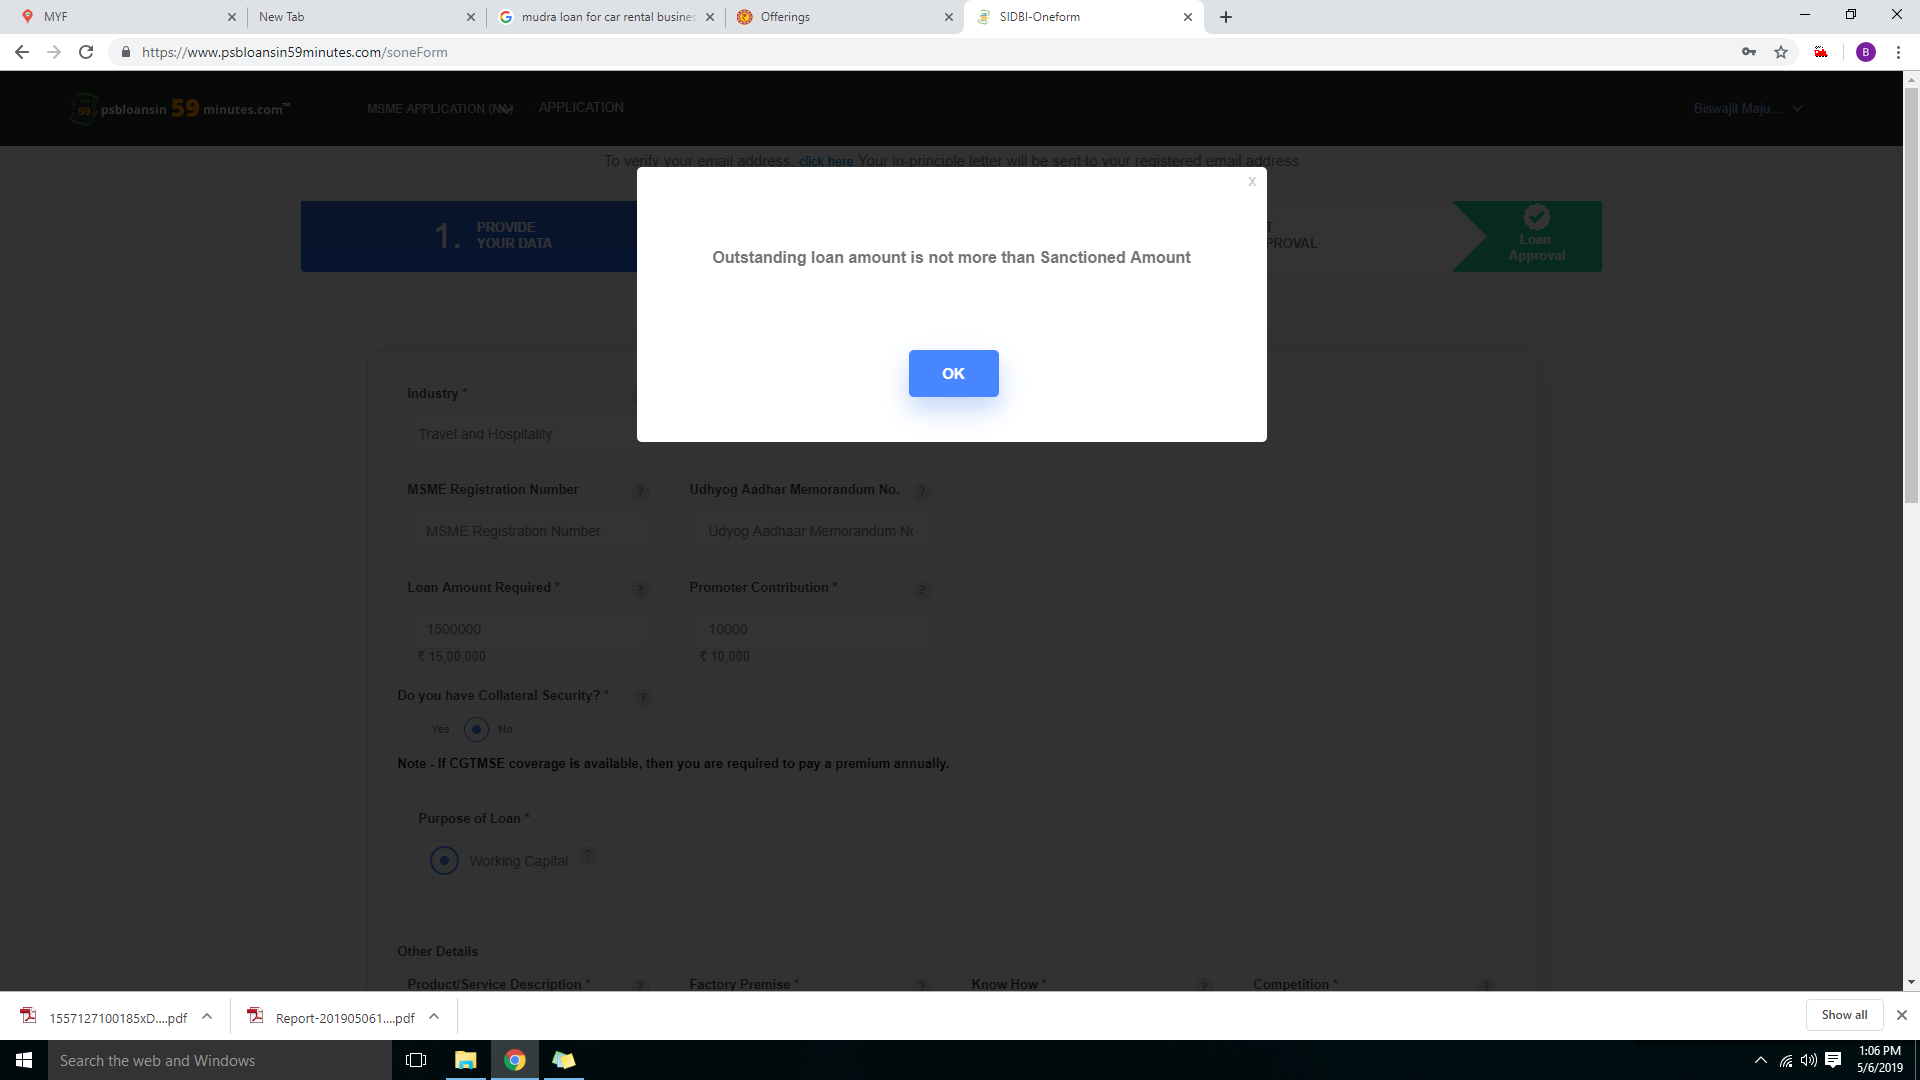 MYF
New Tab
mudra loan for car rental busines
Offerings
SIDBI-Oneform
https://www.psbloansin59minutes.com/soneForm
B
59 psbloansin 59 minutes.com™
MSME APPLICATION
APPLICATION
Biswajit Maju...
To verify your email address, click here Your in-principle letter will be sent to your registered email address
x
1. PROVIDE
YOUR DATA
T
PROVAL
Loan
Approval
Outstanding loan amount is not more than Sanctioned Amount
OK
Industry *
Travel and Hospitality
MSME Registration Number ?
Udhyog Aadhar Memorandum No. ?
MSME Registration Number
Udyog Aadhaar Memorandum No
Loan Amount Required * ?
Promoter Contribution * ?
1500000
10000
₹ 15,00,000
₹ 10,000
Do you have Collateral Security? * ?
Yes
No
Note - If CGTMSE coverage is available, then you are required to pay a premium annually.
Purpose of Loan *
Working Capital ?
Other Details
Product/Service Description * ?
Factory Premise * ?
Know How * ?
Competition * ?
1557127100185xD....pdf
Report-201905061....pdf
Show all
Search the web and Windows
1:06 PM
5/6/2019